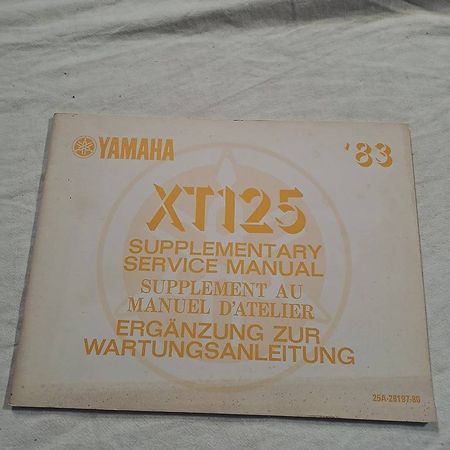 YAMAHA '83
XT125
SUPPLEMENTARY
SERVICE MANUAL
SUPPLEMENT AU
MANUEL D'ATELIER
ERGÄNZUNG ZUR
WARTUNGSANLEITUNG
25A-28197-80